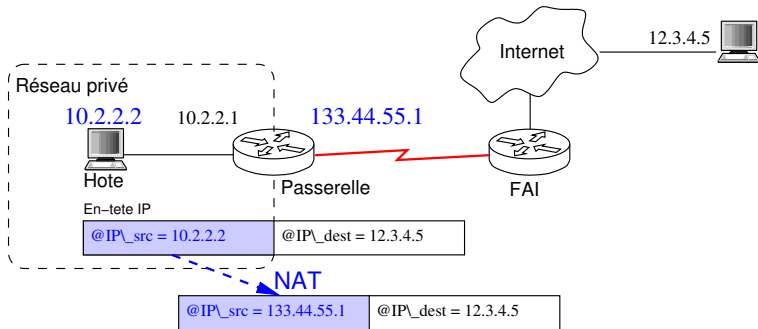 Internet
12.3.4.5
Réseau privé
10.2.2.2
10.2.2.1
133.44.55.1
Hote
Passerelle
FAI
En-tete IP
@IP\_src = 10.2.2.2
@IP\_dest = 12.3.4.5
NAT
@IP\_src = 133.44.55.1
@IP\_dest = 12.3.4.5